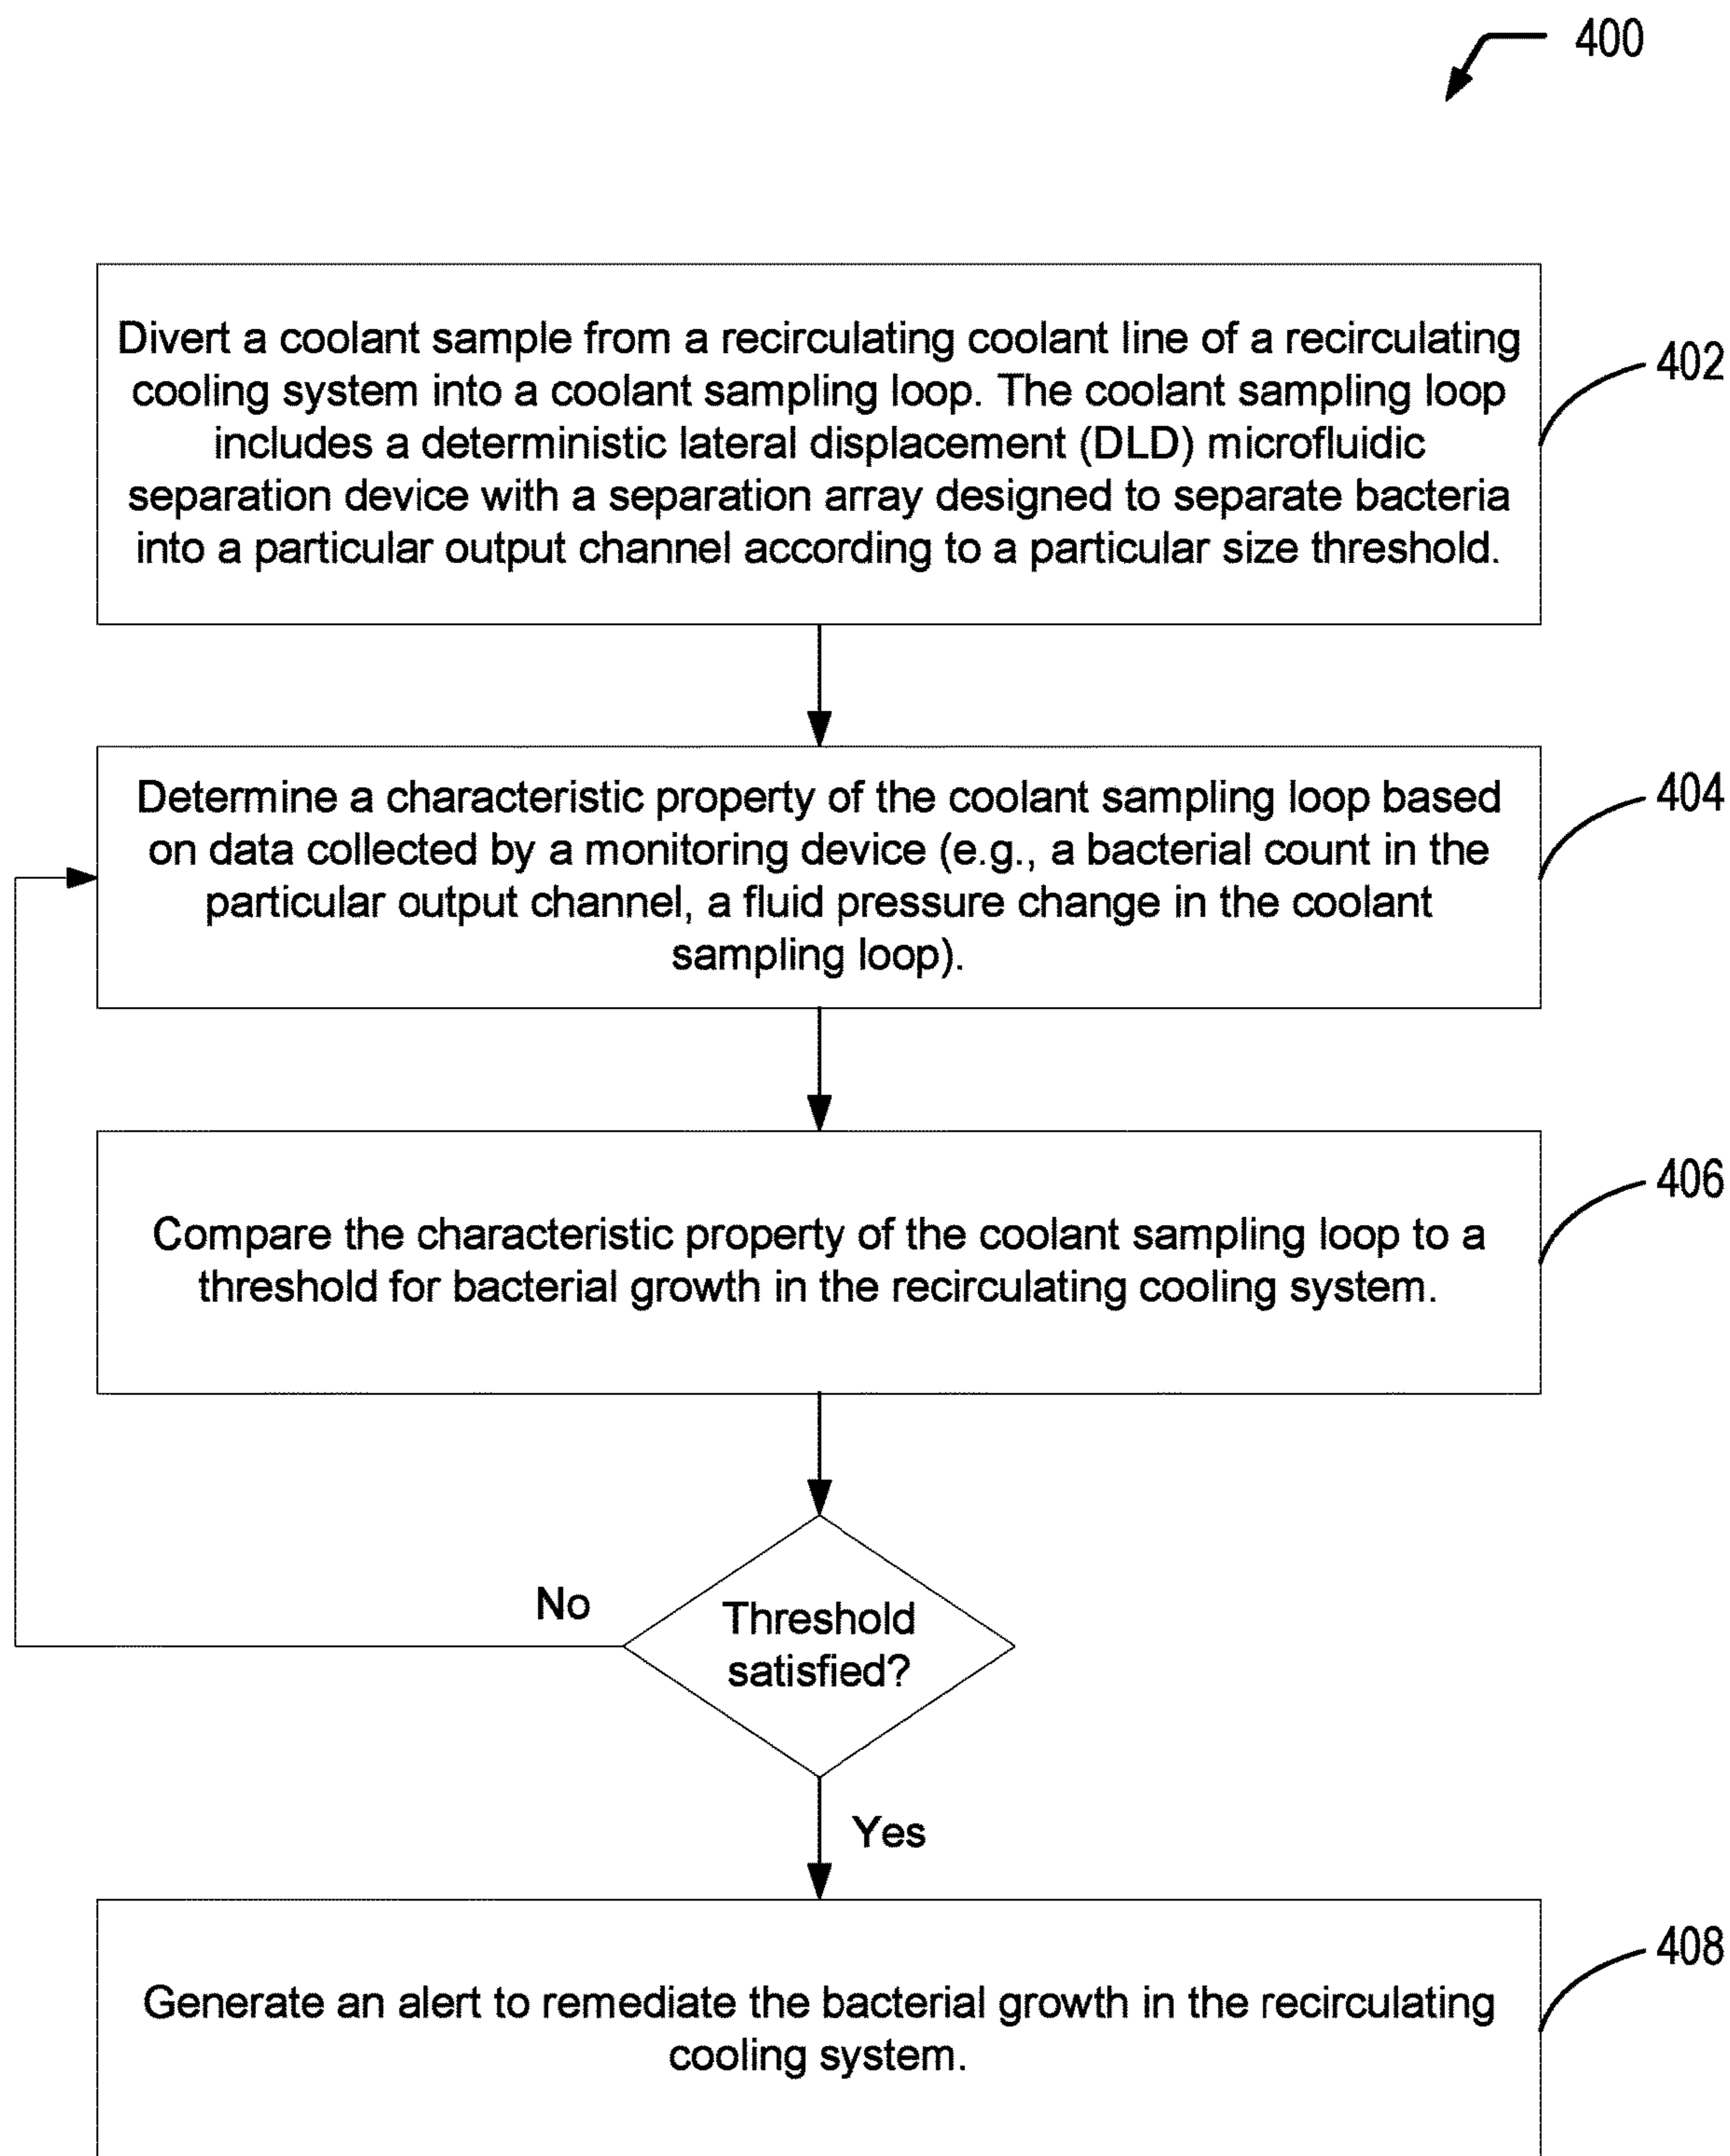 400
Divert a coolant sample from a recirculating coolant line of a recirculating
cooling system into a coolant sampling loop. The coolant sampling loop
includes a deterministic lateral displacement (DLD) microfluidic
separation device with a separation array designed to separate bacteria
into a particular output channel according to a particular size threshold.
402
Determine a characteristic property of the coolant sampling loop based
on data collected by a monitoring device (e.g., a bacterial count in the
particular output channel, a fluid pressure change in the coolant
sampling loop).
404
Compare the characteristic property of the coolant sampling loop to a
threshold for bacterial growth in the recirculating cooling system.
406
No
Threshold
satisfied?
Yes
Generate an alert to remediate the bacterial growth in the recirculating
cooling system.
408